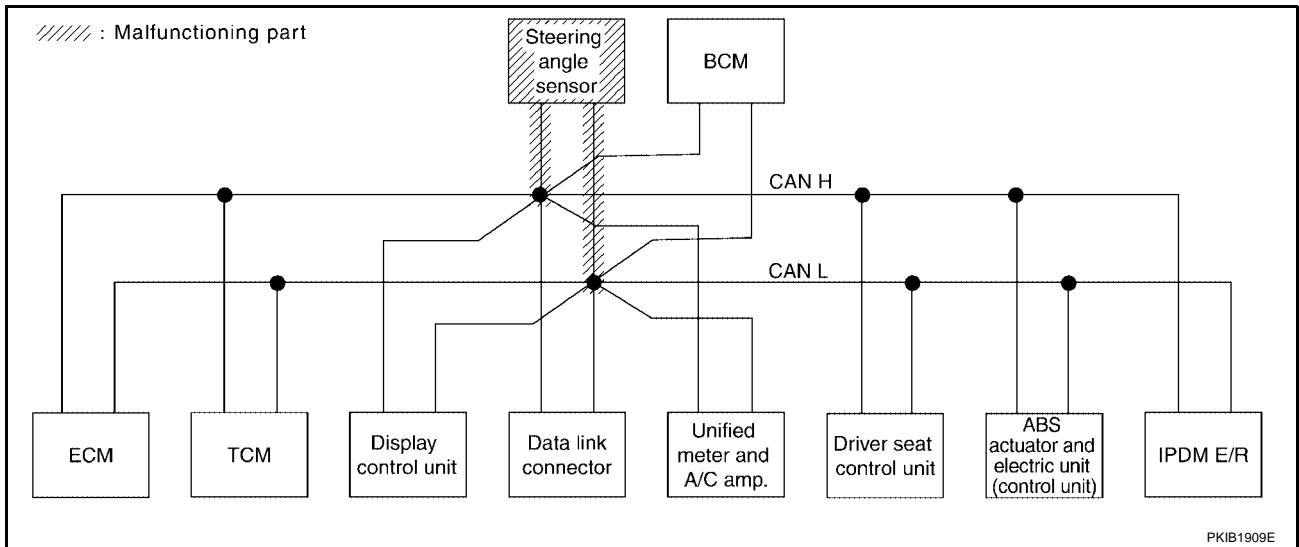 : Malfunctioning part
Steering
angle
sensor
BCM
CAN H
CAN L
ECM
TCM
Display
control unit
Data link
connector
Unified
meter and
A/C amp.
Driver seat
control unit
ABS
actuator and
electric unit
(control unit)
IPDM E/R
PKIB1909E